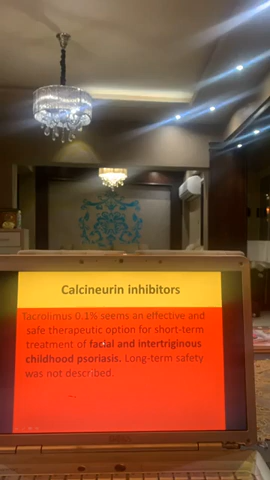 Calcineurin inhibitors
Tacrolimus 0.1% seems an effective and
safe therapeutic option for short-term
treatment of facial and intertriginous
childhood psoriasis. Long-term safety
was not described.
DELL